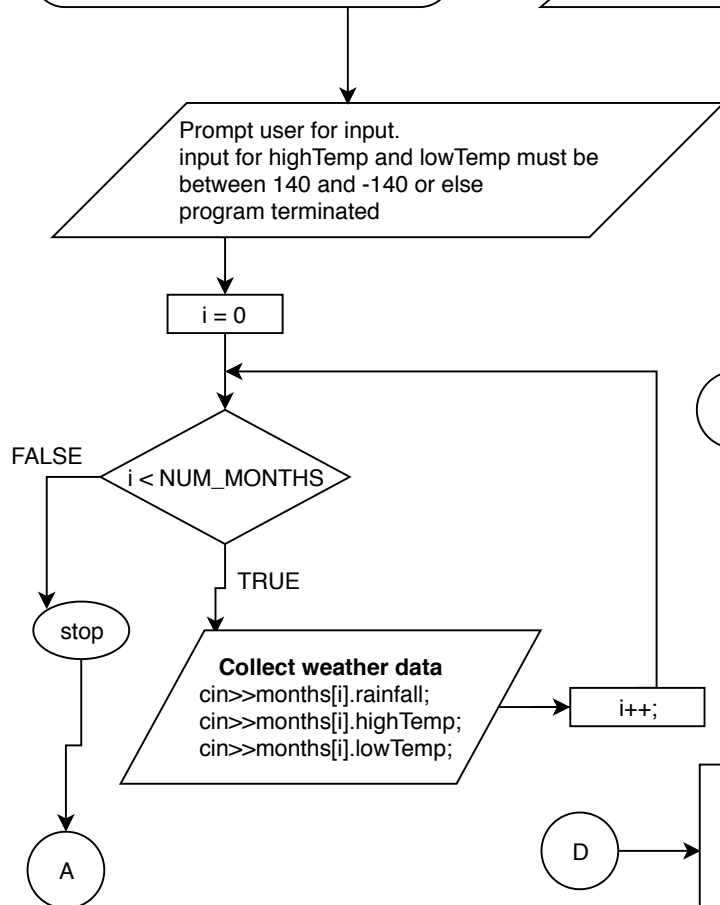 Prompt user for input.
input for highTemp and lowTemp must be
between 140 and -140 or else
program terminated
i = 0
FALSE
i < NUM_MONTHS
TRUE
stop
Collect weather data
cin>>months[i].rainfall;
cin>>months[i].highTemp;
cin>>months[i].lowTemp;
i++;
A
D